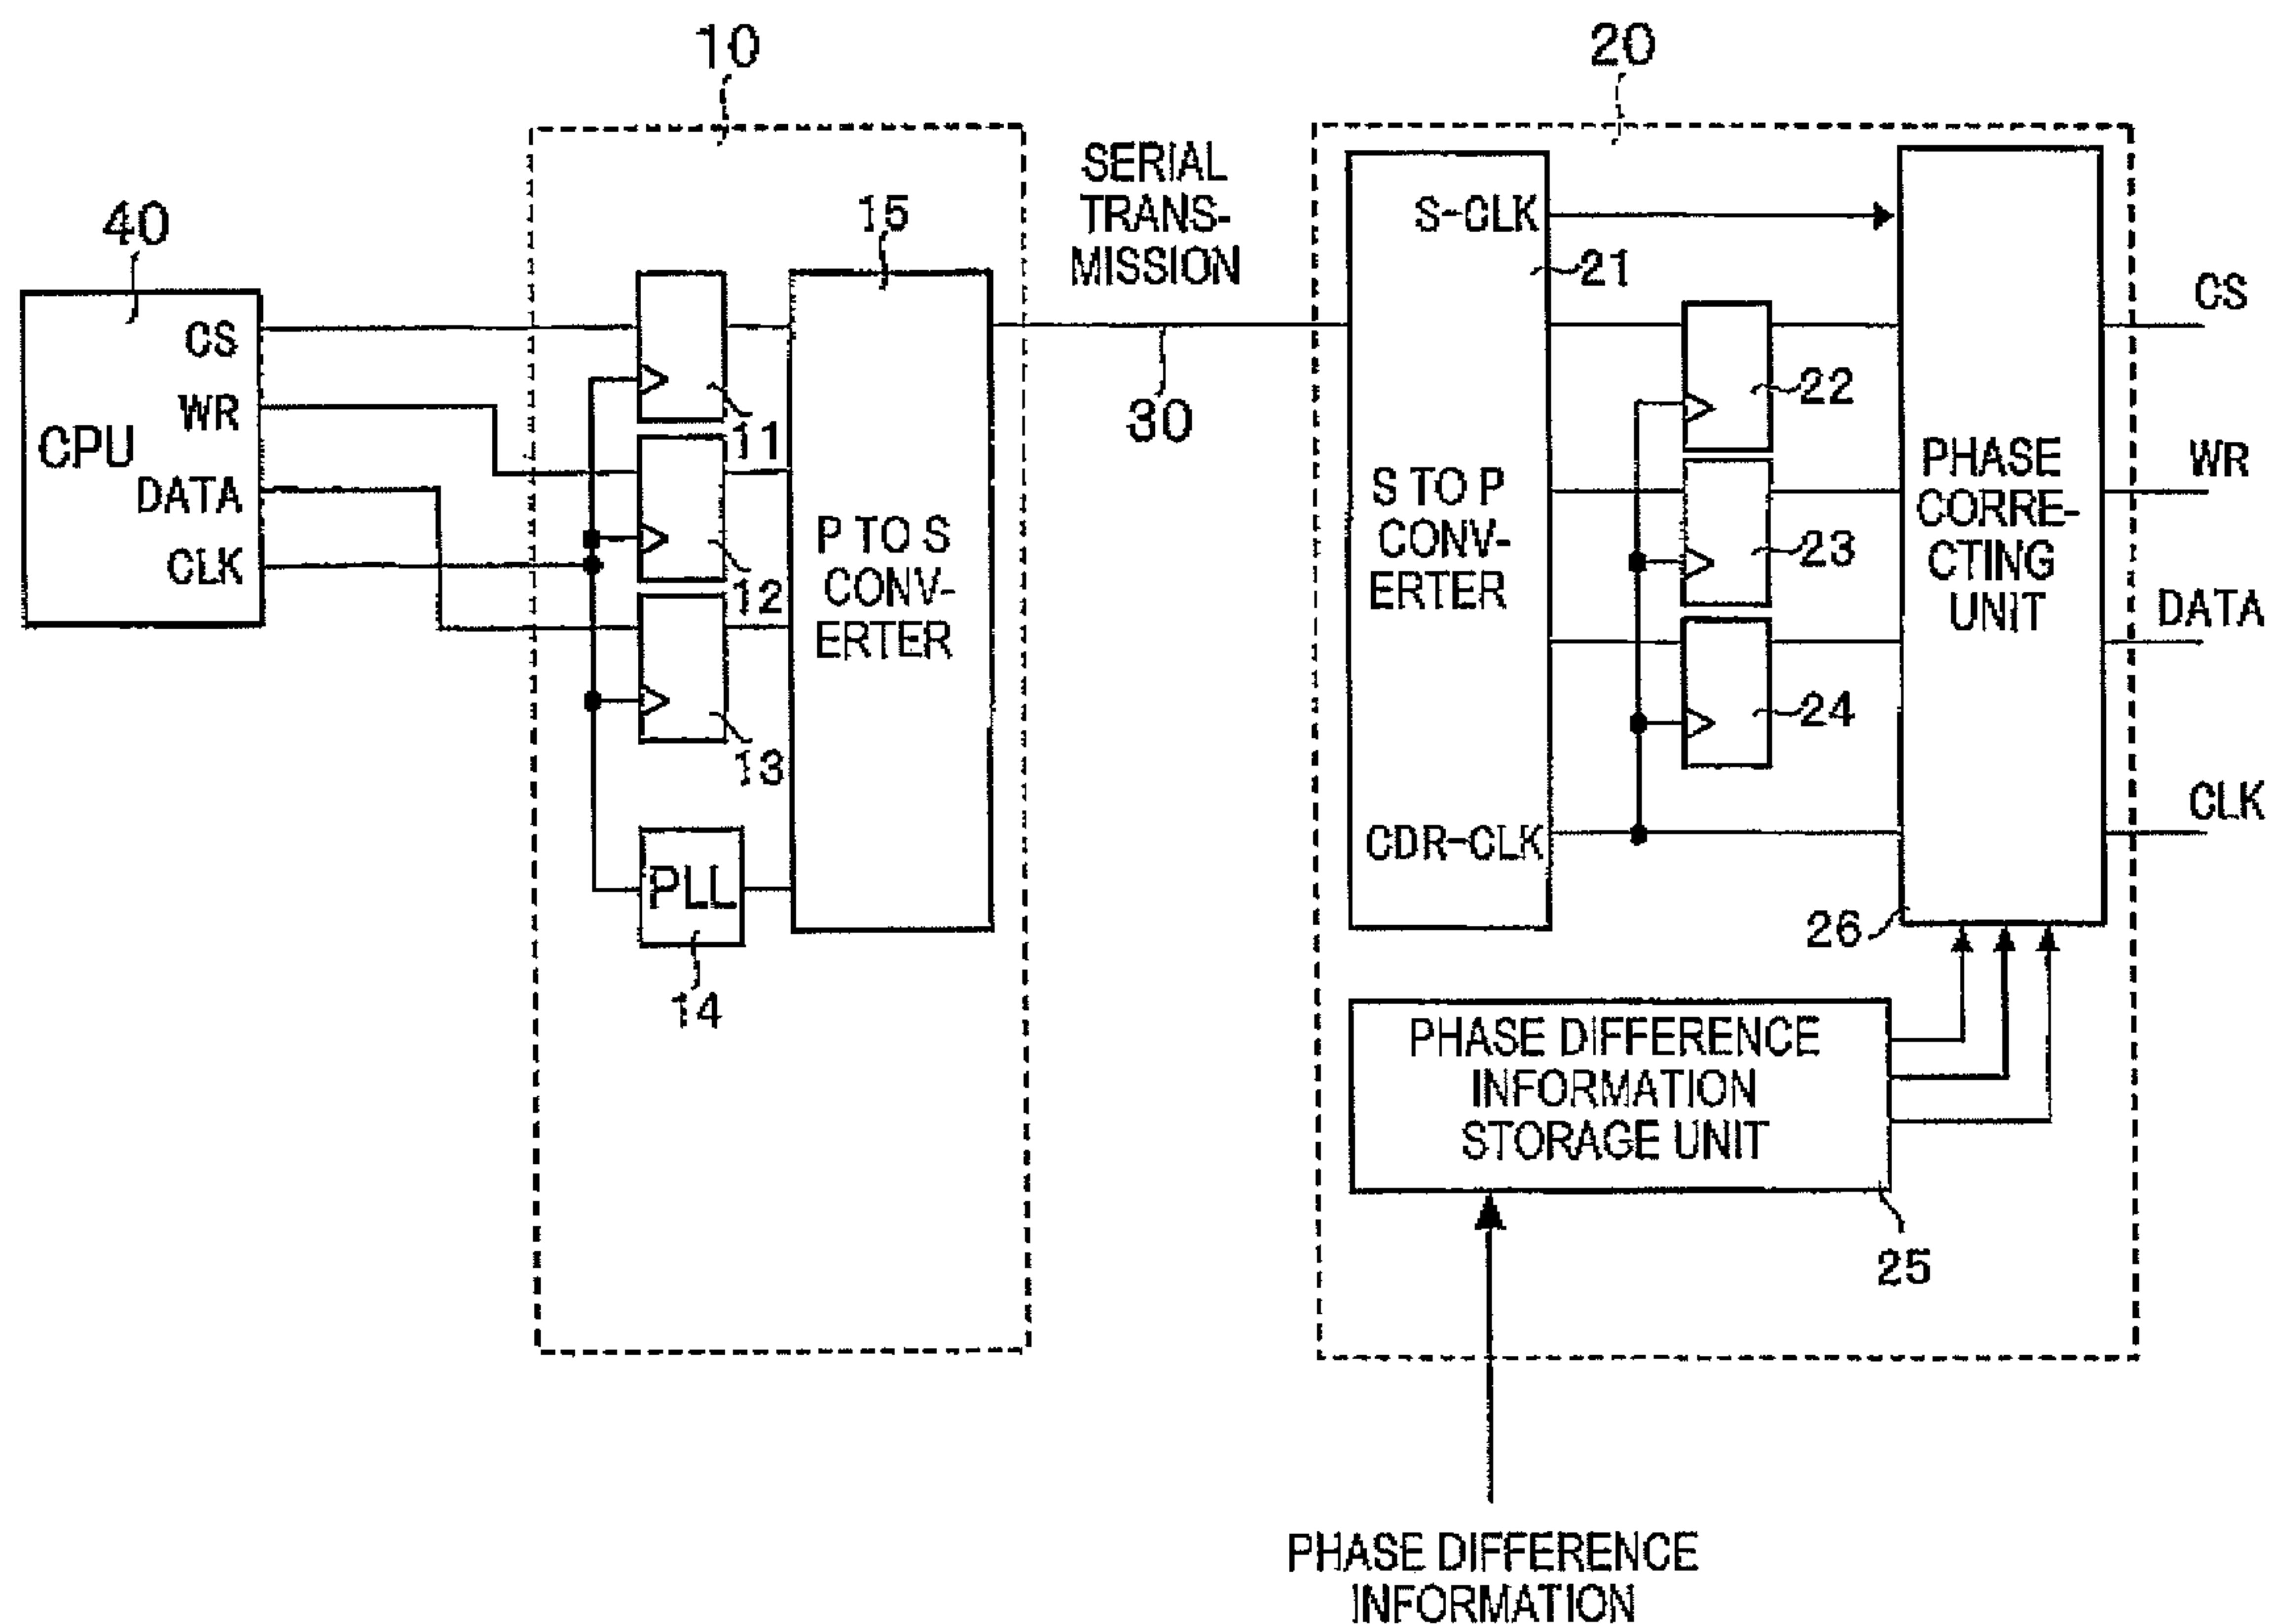 10
20
40
CPU
CS
WR
DATA
CLK
15
11
12
13
P TO S
CONV-
ERTER
PLL
14
SERIAL
TRANS-
MISSION
30
S-CLK
21
S TO P
CONV-
ERTER
CDR-CLK
22
23
24
PHASE
CORRE-
CTING
UNIT
26
CS
WR
DATA
CLK
PHASE DIFFERENCE
INFORMATION
STORAGE UNIT
25
PHASE DIFFERENCE
INFORMATION